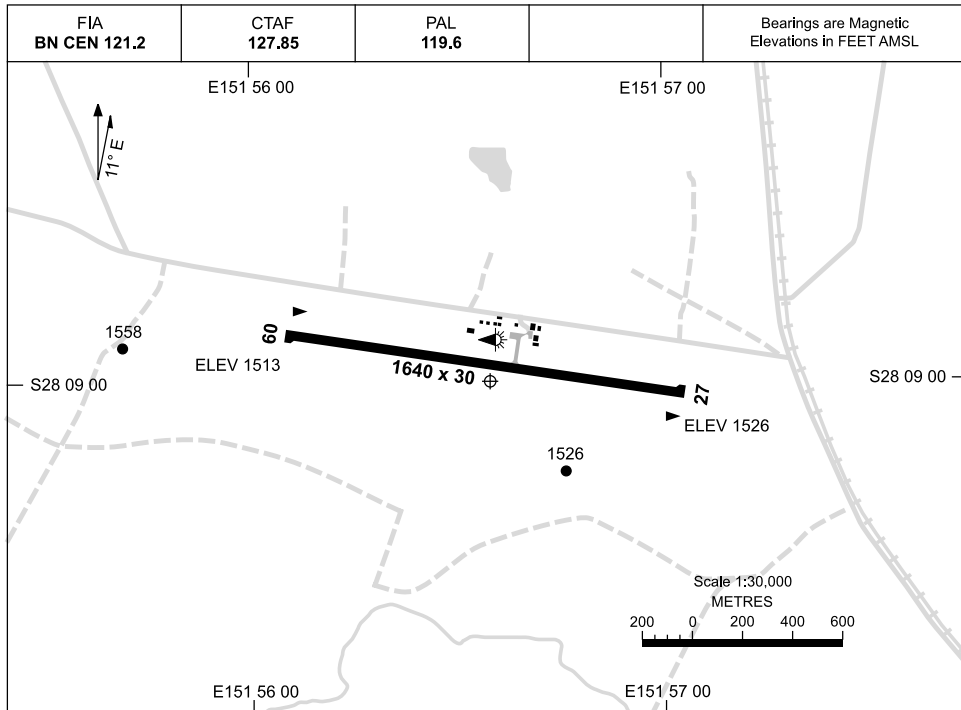 FIA
BN CEN 121.2
CTAF
127.85
PAL
119.6
Bearings are Magnetic
Elevations in FEET AMSL
E151 56 00
E151 57 00
11° E
1558
09
ELEV 1513
1640 x 30
S28 09 00
S28 09 00
27
ELEV 1526
1526
Scale 1:30,000
METRES
200 0 200 400 600
E151 56 00
E151 57 00